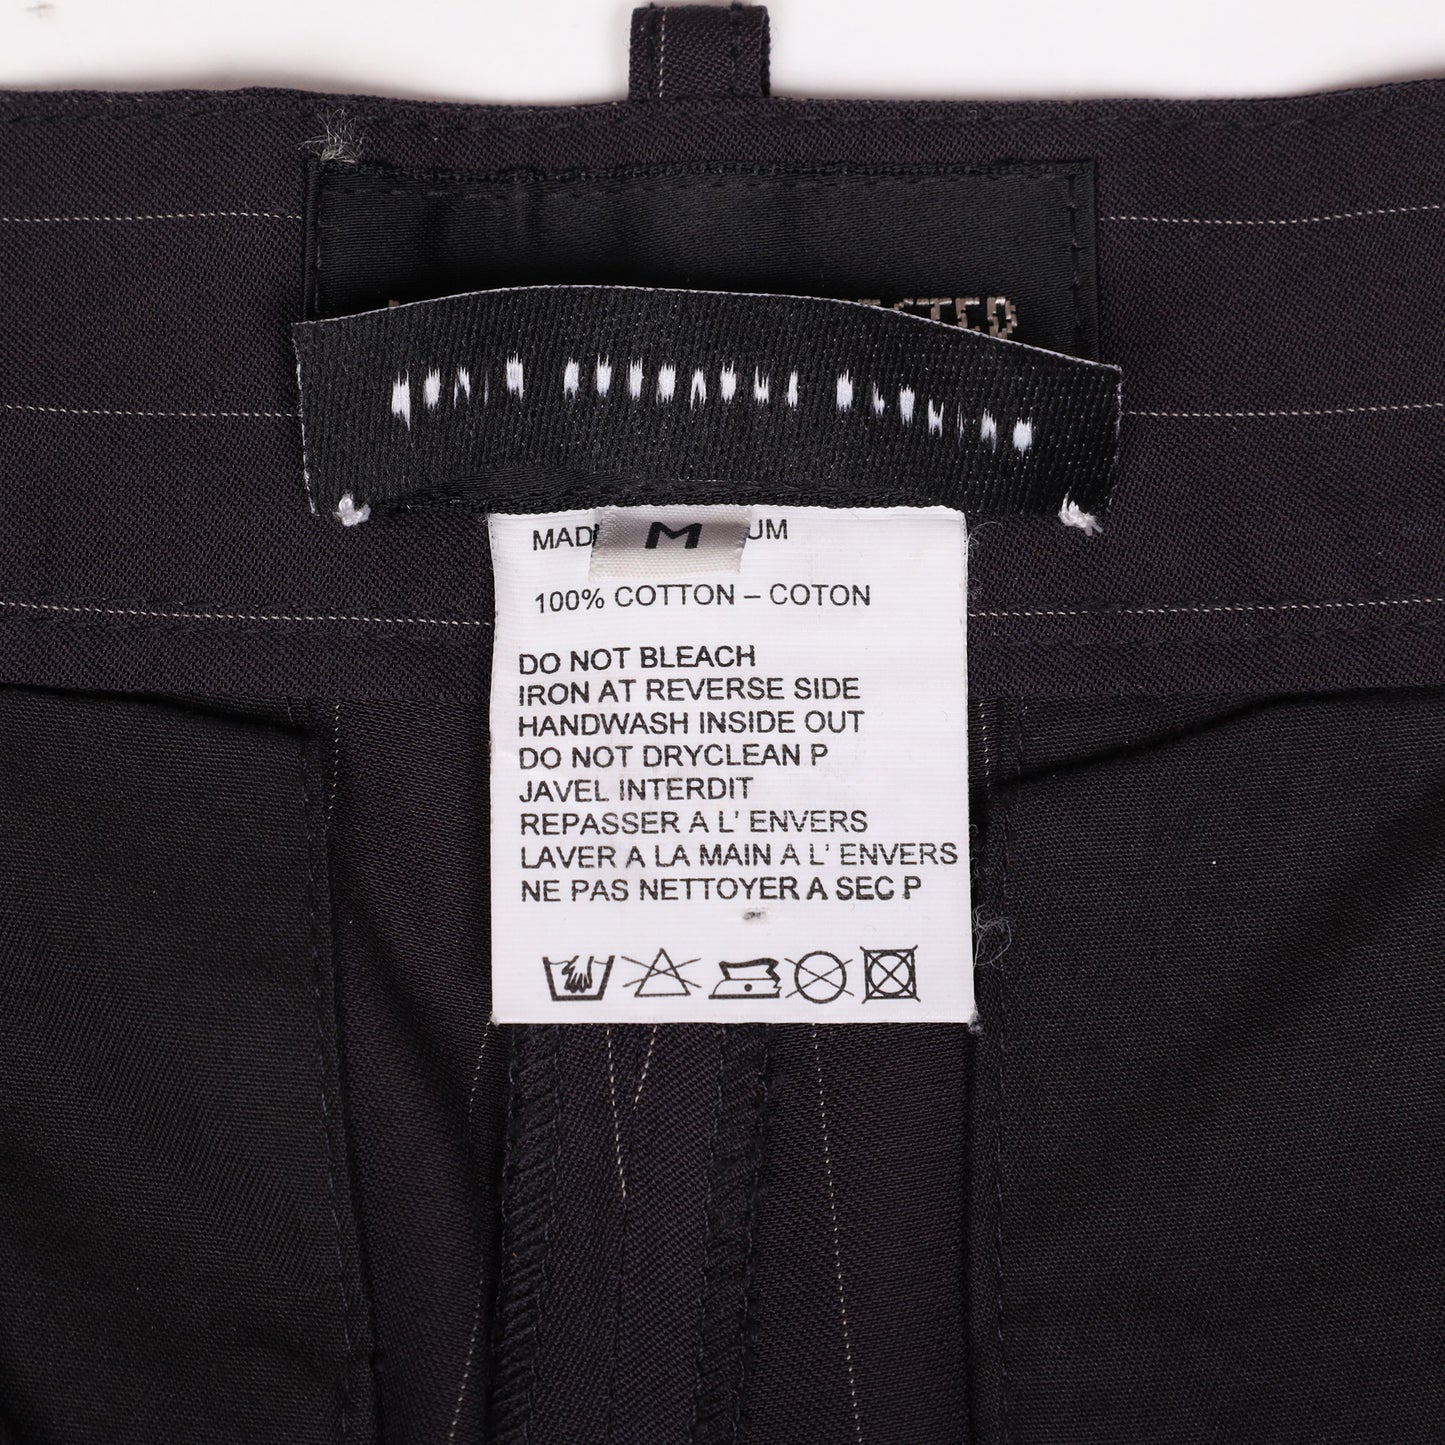 M
100% COTTON – COTON
DO NOT BLEACH
IRON AT REVERSE SIDE
HANDWASH INSIDE OUT
DO NOT DRYCLEAN P
JAVEL INTERDIT
REPASSER A L' ENVERS
LAVER A LA MAIN A L' ENVERS
NE PAS NETTOYER A SEC P